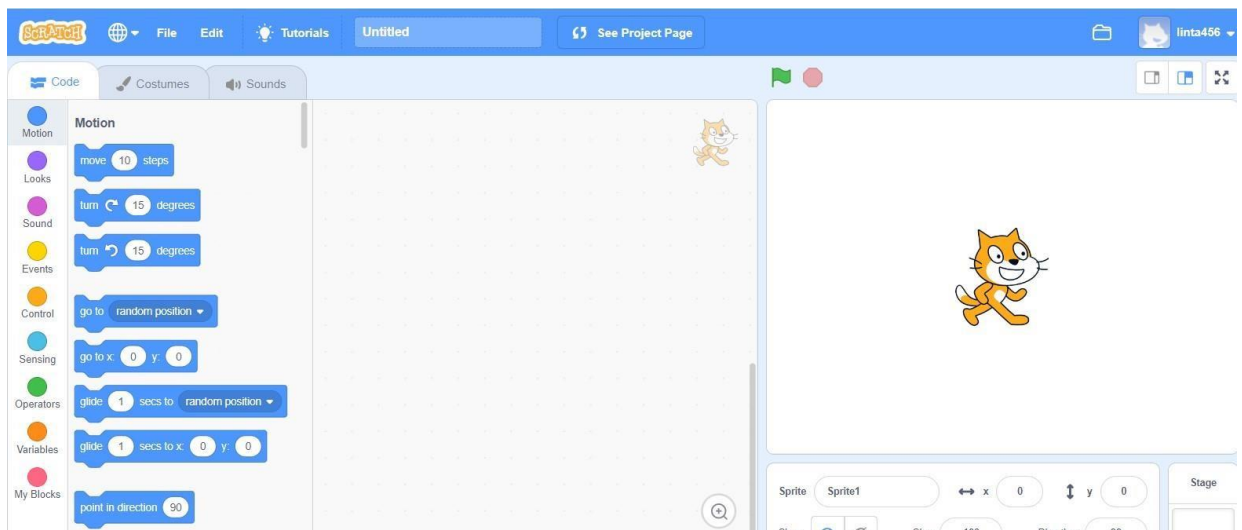 SCRATCH File Edit Tutorials Untitled See Project Page linta456
Code Costumes Sounds
Motion
Looks
Sound
Events
Control
Sensing
Operators
Variables
My Blocks
Motion
move 10 steps
turn 15 degrees
turn 15 degrees
go to random position
go to x: 0 y: 0
glide 1 secs to random position
glide 1 secs to x: 0 y: 0
point in direction 90
Sprite Sprite1 x 0 y 0
Stage